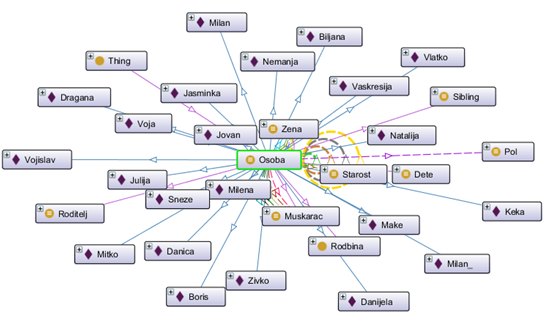 Milan
Biljana
Nemanja
Vlatko
Thing
Vaskresija
Jasminka
Dragana
Sibling
Voja
Zena
Jovan
Natalija
Pol
Vojislav
Osoba
Starost
Dete
Julija
Milena
Sneze
Roditelj
Muskarac
Keka
Make
Rodbina
Mitko
Danica
Milan_
Zivko
Boris
Danijela